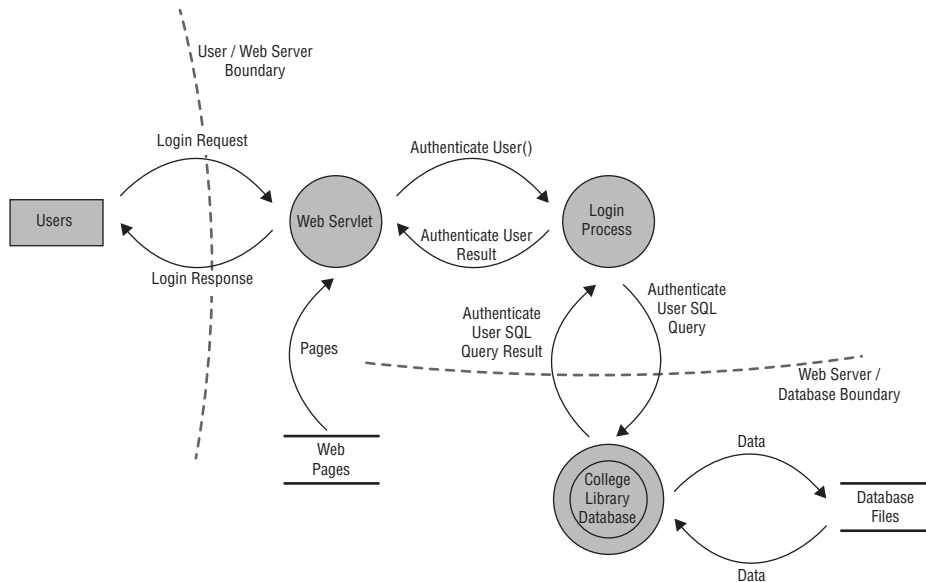 User / Web Server
Boundary
Login Request
Authenticate User()
Users
Web Servlet
Login
Process
Authenticate User
Result
Login Response
Authenticate
User SQL
Query Result
Authenticate
User SQL
Query
Pages
Web Server /
Database Boundary
Web
Pages
Data
College
Library
Database
Database
Files
Data